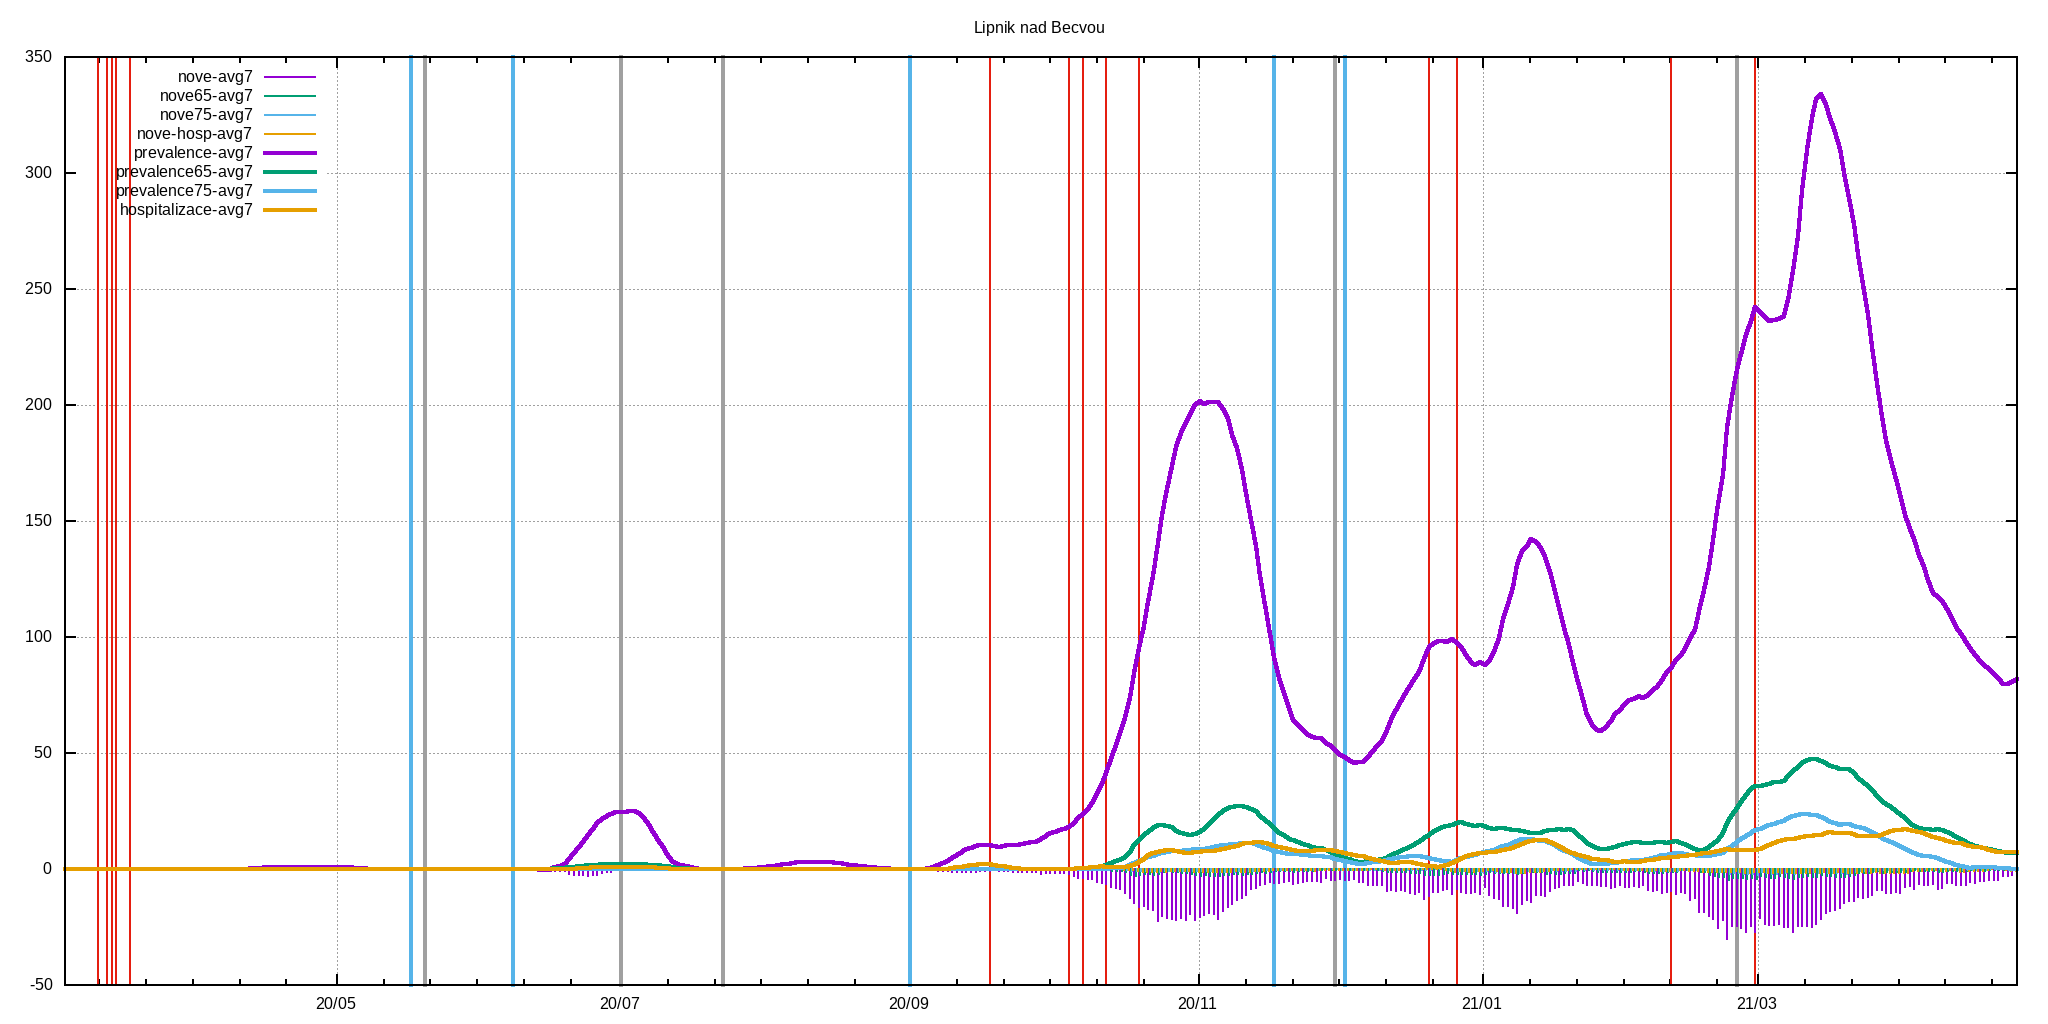 Lipnik nad Becvou
350
300
250
200
150
100
50
0
-50
nove-avg7
nove65-avg7
nove75-avg7
nove-hosp-avg7
prevalence-avg7
prevalence65-avg7
prevalence75-avg7
hospitalizace-avg7
20/05
20/07
20/09
20/11
21/01
21/03